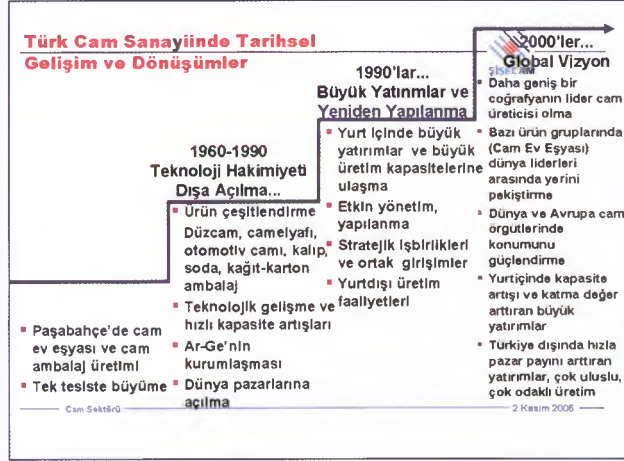 Türk Cam Sanayiinde Tarihsel
Gelişim ve Dönüşümler
Paşabahçe'de cam
ev eşyası ve cam
ambalaj üretimi
Tek tesiste büyüme
1960-1990
Teknoloji Hakimiyeti
Dışa Açılma...
Ürün çeşitlendirme
Düzcam, camelyafı,
otomotiv camı, kalıp,
soda, kağıt-karton
ambalaj
Teknolojik gelişme ve
hızlı kapasite artışları
Ar-Ge'nin
kurumlaşması
Dünya pazarlarına
açılma
1990'lar...
Büyük Yatırımlar ve
Yeniden Yapılanma
Yurt içinde büyük
yatırımlar ve büyük
üretim kapasitelerine
ulaşma
Etkin yönetim,
yapılanma
Stratejik işbirlikleri
ve ortak girişimler
Yurtdışı üretim
faaliyetleri
ŞİŞECAM
2000'ler...
Global Vizyon
Daha geniş bir
coğrafyanın lider cam
üreticisi olma
Bazı ürün gruplarında
(Cam Ev Eşyası)
dünya liderleri
arasında yerini
pekiştirme
Dünya ve Avrupa cam
örgütlerinde
konumunu
güçlendirme
Yurtiçinde kapasite
artışı ve katma değer
arttıran büyük
yatırımlar
Türkiye dışında hızla
pazar payını arttıran
yatırımlar, çok uluslu,
çok odaklı üretim
Cam Sektörü
2 Kasım 2006